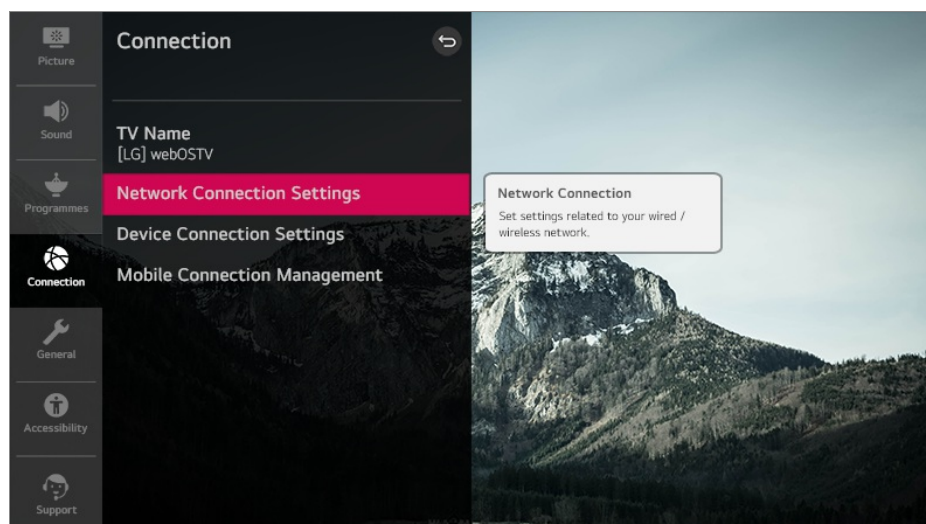 Picture
Sound
Programmes
Connection
General
Accessibility
Support
Connection
TV Name
[LG] webOSTV
Network Connection Settings
Device Connection Settings
Mobile Connection Management
Network Connection
Set settings related to your wired /
wireless network.